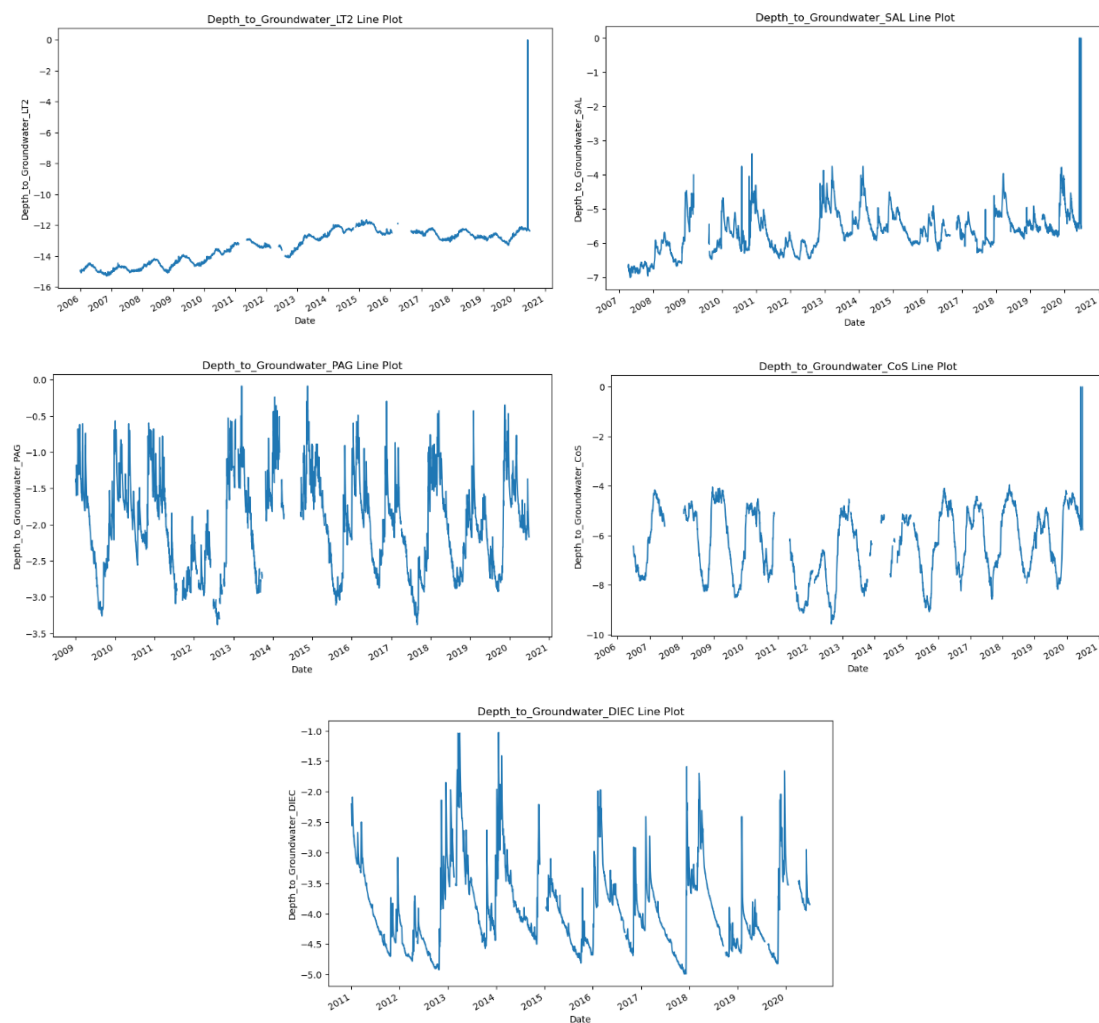 Depth_to_Groundwater_LT2 Line Plot
Depth_to_Groundwater_LT2
0
−2
−4
−6
−8
−10
−12
−14
−16
2006 2007 2008 2009 2010 2011 2012 2013 2014 2015 2016 2017 2018 2019 2020 2021
Date
Depth_to_Groundwater_SAL Line Plot
Depth_to_Groundwater_SAL
0
−1
−2
−3
−4
−5
−6
−7
2007 2008 2009 2010 2011 2012 2013 2014 2015 2016 2017 2018 2019 2020 2021
Date
Depth_to_Groundwater_PAG Line Plot
Depth_to_Groundwater_PAG
0.0
−0.5
−1.0
−1.5
−2.0
−2.5
−3.0
−3.5
2009 2010 2011 2012 2013 2014 2015 2016 2017 2018 2019 2020 2021
Date
Depth_to_Groundwater_CoS Line Plot
Depth_to_Groundwater_CoS
0
−2
−4
−6
−8
−10
2006 2007 2008 2009 2010 2011 2012 2013 2014 2015 2016 2017 2018 2019 2020 2021
Date
Depth_to_Groundwater_DIEC Line Plot
Depth_to_Groundwater_DIEC
−1.0
−1.5
−2.0
−2.5
−3.0
−3.5
−4.0
−4.5
−5.0
2011 2012 2013 2014 2015 2016 2017 2018 2019 2020
Date